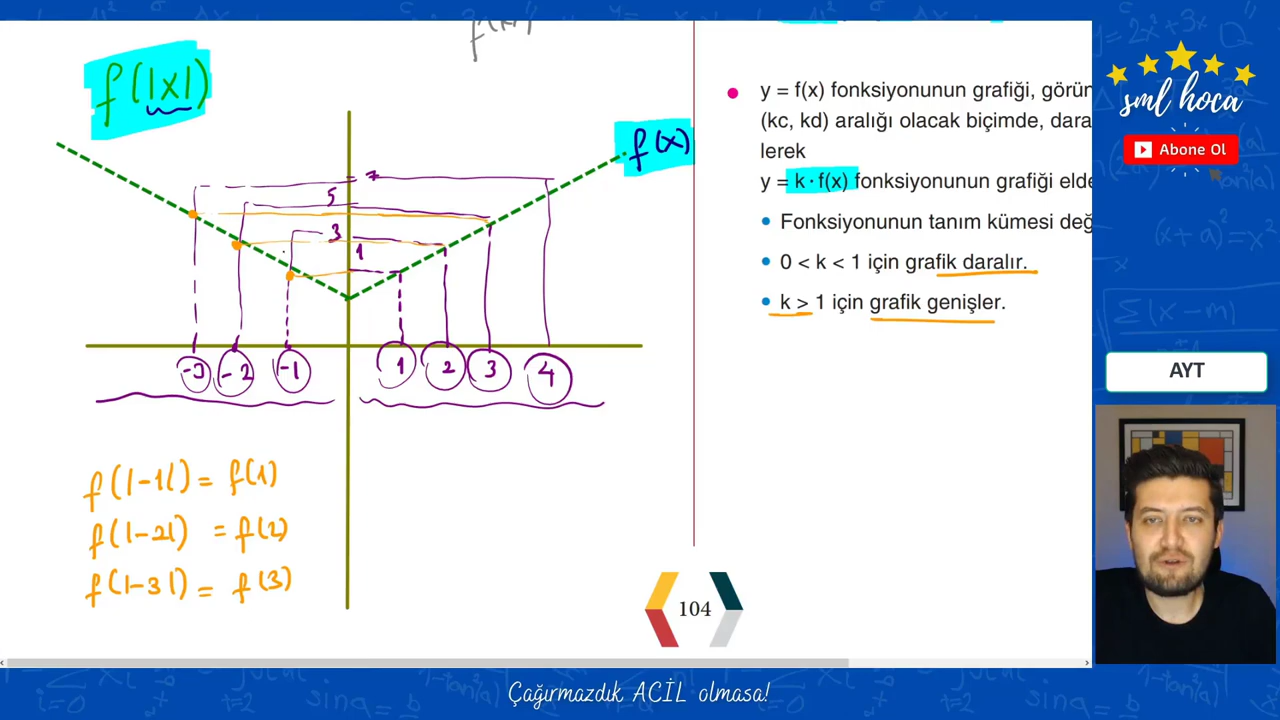 f(|x|)
f(x)
7
5
3
1
-3 -2 -1 1 2 3 4
f(|-1|) = f(1)
f(|-2|) = f(2)
f(|-3|) = f(3)
y = f(x) fonksiyonunun grafiği, görün
(kc, kd) aralığı olacak biçimde, dara
lerek
y = k · f(x) fonksiyonunun grafiği elde
Fonksiyonunun tanım kümesi değ
0 < k < 1 için grafik daralır.
k > 1 için grafik genişler.
104
sml hoca
Abone Ol
AYT
Çağırmazdık ACİL olmasa!